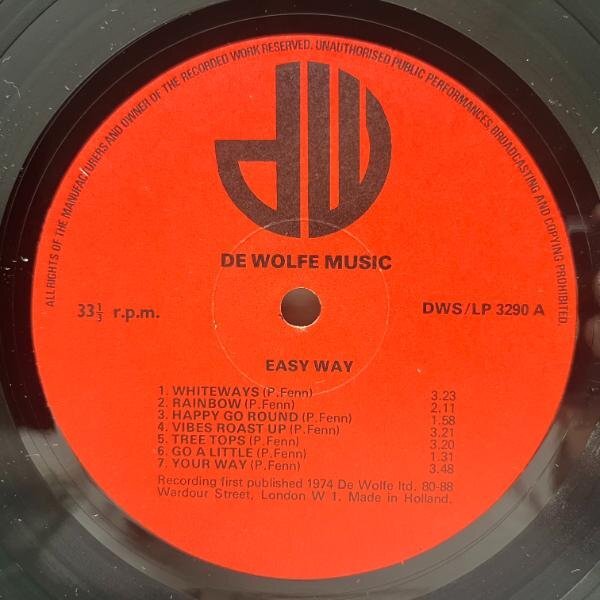 ALL RIGHTS OF THE MANUFACTURERS AND OWNER OF THE RECORDED WORK RESERVED. UNAUTHORISED PUBLIC PERFORMANCES, BROADCASTING AND COPYING PROHIBITED.
dw
DE WOLFE MUSIC
33⅓ r.p.m.
DWS/LP 3290 A
EASY WAY
1. WHITEWAYS (P.Fenn) 3.23
2. RAINBOW (P.Fenn) 2.11
3. HAPPY GO ROUND (P.Fenn) 1.58
4. VIBES ROAST UP (P.Fenn) 3.21
5. TREE TOPS (P.Fenn) 3.20
6. GO A LITTLE (P.Fenn) 1.31
7. YOUR WAY (P.Fenn) 3.48
Recording first published 1974 De Wolfe ltd. 80-88
Wardour Street, London W 1. Made in Holland.